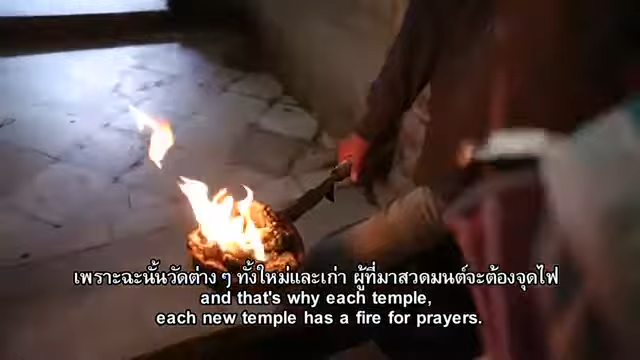 เพราะฉะนั้นวัดต่าง ๆ ทั้งใหม่และเก่า ผู้ที่มาสวดมนต์จะต้องจุดไฟ
and that's why each temple,
each new temple has a fire for prayers.